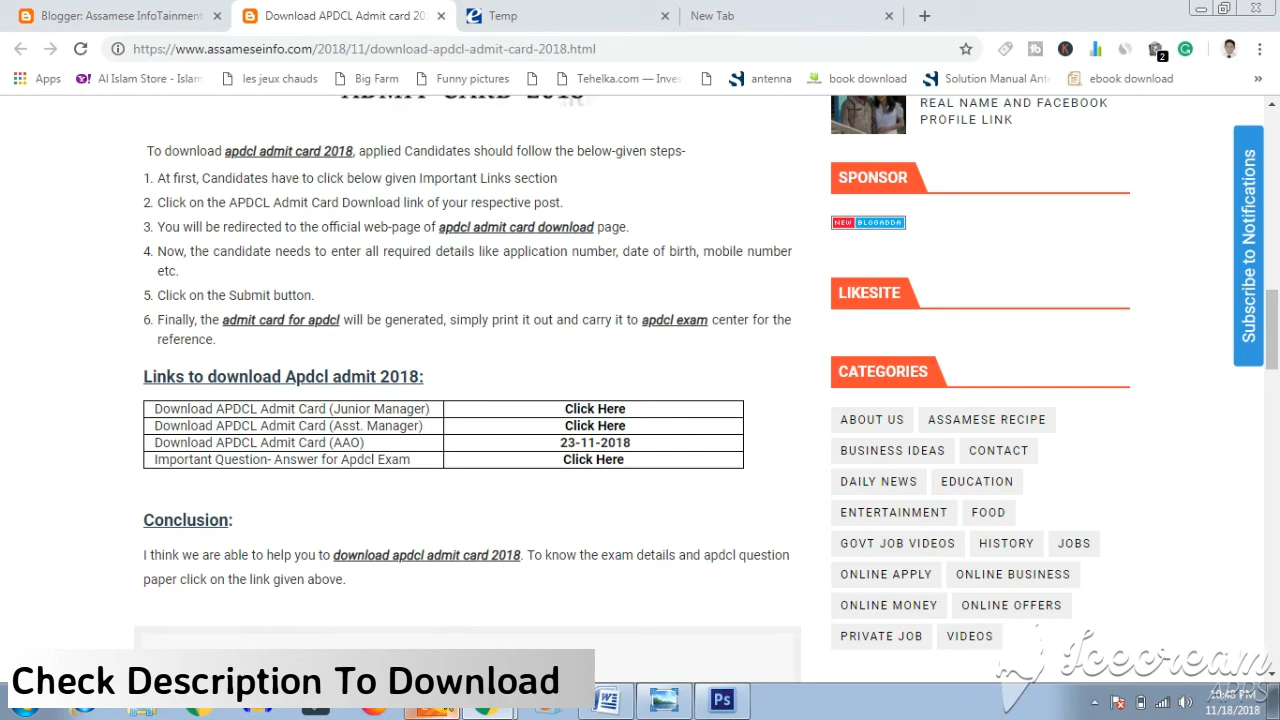 Blogger: Assamese InfoTainment
Download APDCL Admit card 20
Temp
New Tab
https://www.assameseinfo.com/2018/11/download-apdcl-admit-card-2018.html
2
Apps
Al Islam Store - Islam
les jeux chauds
Big Farm
Funny pictures
Tehelka.com — Inves
antenna
book download
Solution Manual Ante
ebook download
»
ADMIT CARD 2018
To download apdcl admit card 2018, applied Candidates should follow the below-given steps-
1. At first, Candidates have to click below given Important Links section
2. Click on the APDCL Admit Card Download link of your respective post.
3. You will be redirected to the official web-page of apdcl admit card download page.
4. Now, the candidate needs to enter all required details like application number, date of birth, mobile number
etc.
5. Click on the Submit button.
6. Finally, the admit card for apdcl will be generated, simply print it out and carry it to apdcl exam center for the
reference.
Links to download Apdcl admit 2018:
Download APDCL Admit Card (Junior Manager) Click Here
Download APDCL Admit Card (Asst. Manager) Click Here
Download APDCL Admit Card (AAO) 23-11-2018
Important Question- Answer for Apdcl Exam Click Here
Conclusion:
I think we are able to help you to download apdcl admit card 2018. To know the exam details and apdcl question
paper click on the link given above.
REAL NAME AND FACEBOOK
PROFILE LINK
SPONSOR
NEW BLOGADDA
LIKESITE
CATEGORIES
ABOUT US ASSAMESE RECIPE
BUSINESS IDEAS CONTACT
DAILY NEWS EDUCATION
ENTERTAINMENT FOOD
GOVT JOB VIDEOS HISTORY JOBS
ONLINE APPLY ONLINE BUSINESS
ONLINE MONEY ONLINE OFFERS
PRIVATE JOB VIDEOS
Subscribe to Notifications
Check Description To Download
Icecream
APPS
Ps
10:48 PM
11/18/2018